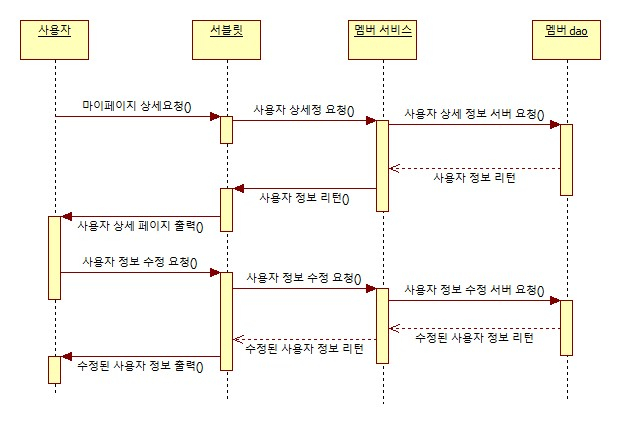 사용자
서블릿
멤버 서비스
멤버 dao
마이페이지 상세요청()
사용자 상세정 요청()
사용자 상세 정보 서버 요청()
사용자 정보 리턴
사용자 정보 리턴()
사용자 상세 페이지 출력()
사용자 정보 수정 요청()
사용자 정보 수정 요청()
사용자 정보 수정 서버 요청()
수정된 사용자 정보 리턴
수정된 사용자 정보 리턴
수정된 사용자 정보 출력()